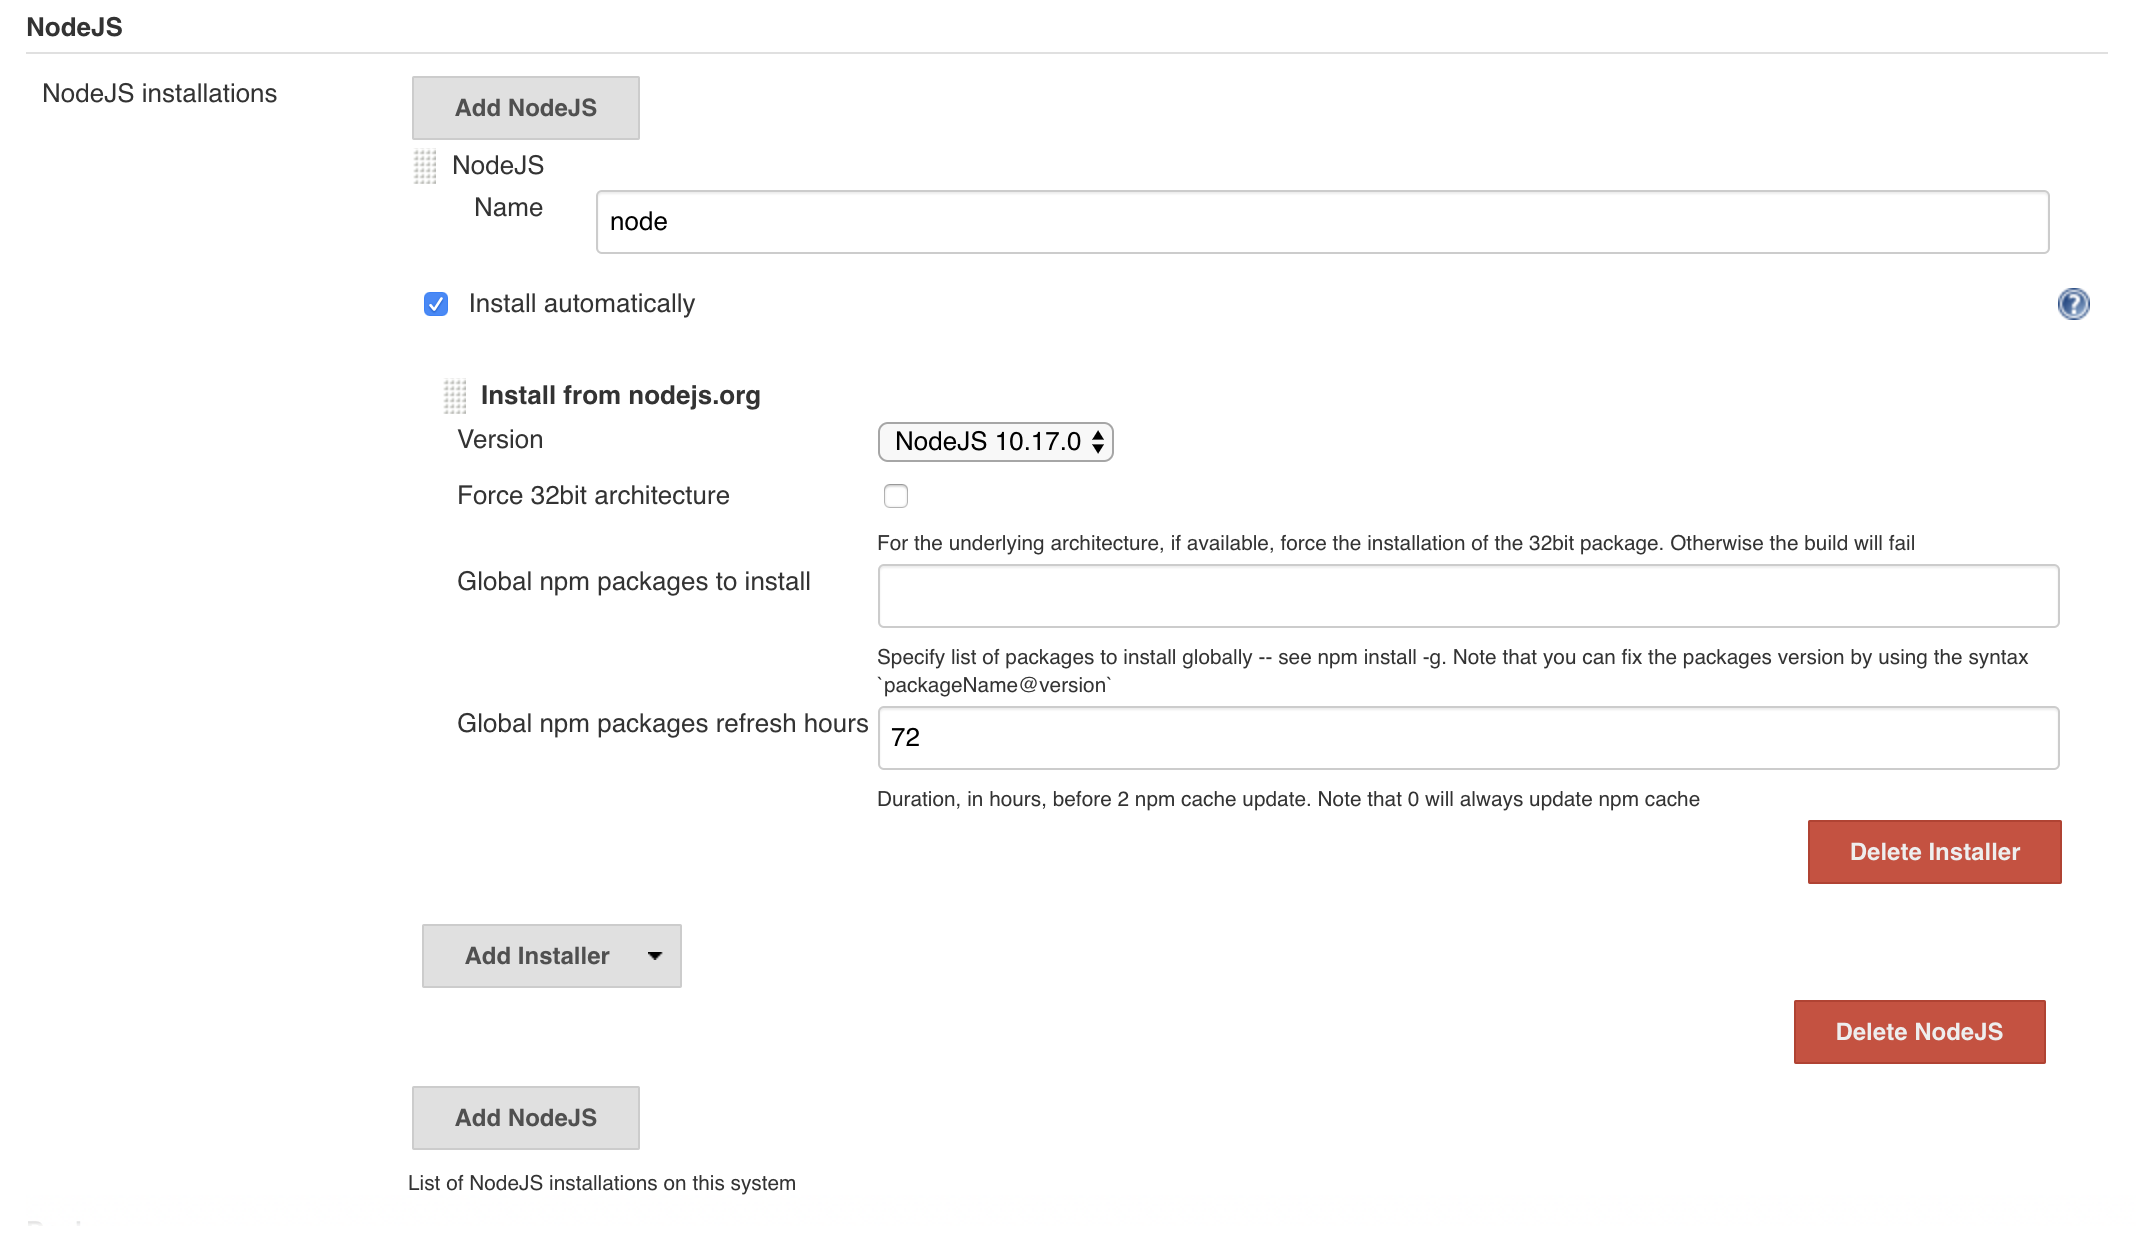 NodeJS
NodeJS installations
Add NodeJS
NodeJS
Name
node
Install automatically
?
Install from nodejs.org
Version
NodeJS 10.17.0
Force 32bit architecture
For the underlying architecture, if available, force the installation of the 32bit package. Otherwise the build will fail
Global npm packages to install
Specify list of packages to install globally -- see npm install -g. Note that you can fix the packages version by using the syntax
`packageName@version`
Global npm packages refresh hours
72
Duration, in hours, before 2 npm cache update. Note that 0 will always update npm cache
Delete Installer
Add Installer
Delete NodeJS
Add NodeJS
List of NodeJS installations on this system